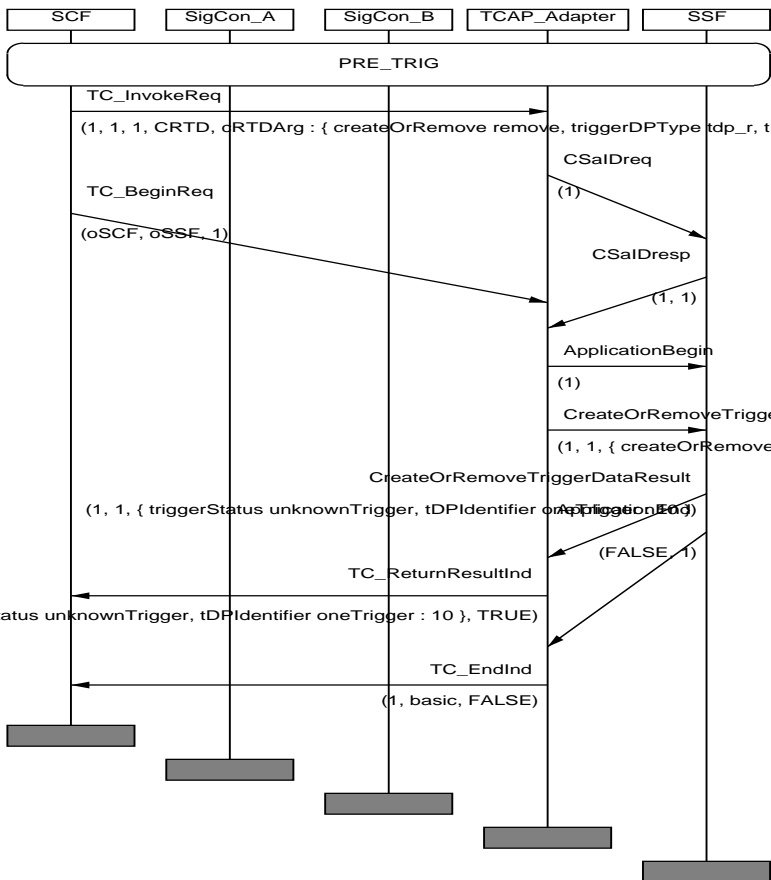 SCF SigCon_A SigCon_B TCAP_Adapter SSF
PRE_TRIG
TC_InvokeReq
(1, 1, 1, CRTD, cRTDArg : { createOrRemove remove, triggerDPType tdp_r, t
CSaIDreq
(1)
TC_BeginReq
(oSCF, oSSF, 1)
CSaIDresp
(1, 1)
ApplicationBegin
(1)
CreateOrRemoveTrigge
(1, 1, { createOrRemove
CreateOrRemoveTriggerDataResult
(1, 1, { triggerStatus unknownTrigger, tDPIdentifier oneTrigger : 10 })
ApplicationEnd
(FALSE, 1)
TC_ReturnResultInd
atus unknownTrigger, tDPIdentifier oneTrigger : 10 }, TRUE)
TC_EndInd
(1, basic, FALSE)